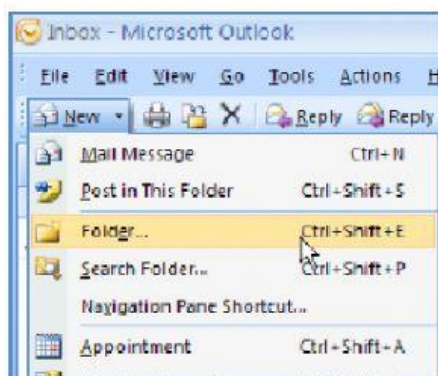 Inbox - Microsoft Outlook
File Edit View Go Tools Actions H
New Reply Reply
Mail Message Ctrl+N
Post in This Folder Ctrl+Shift+S
Folder... Ctrl+Shift+E
Search Folder... Ctrl+Shift+P
Navigation Pane Shortcut...
Appointment Ctrl+Shift+A